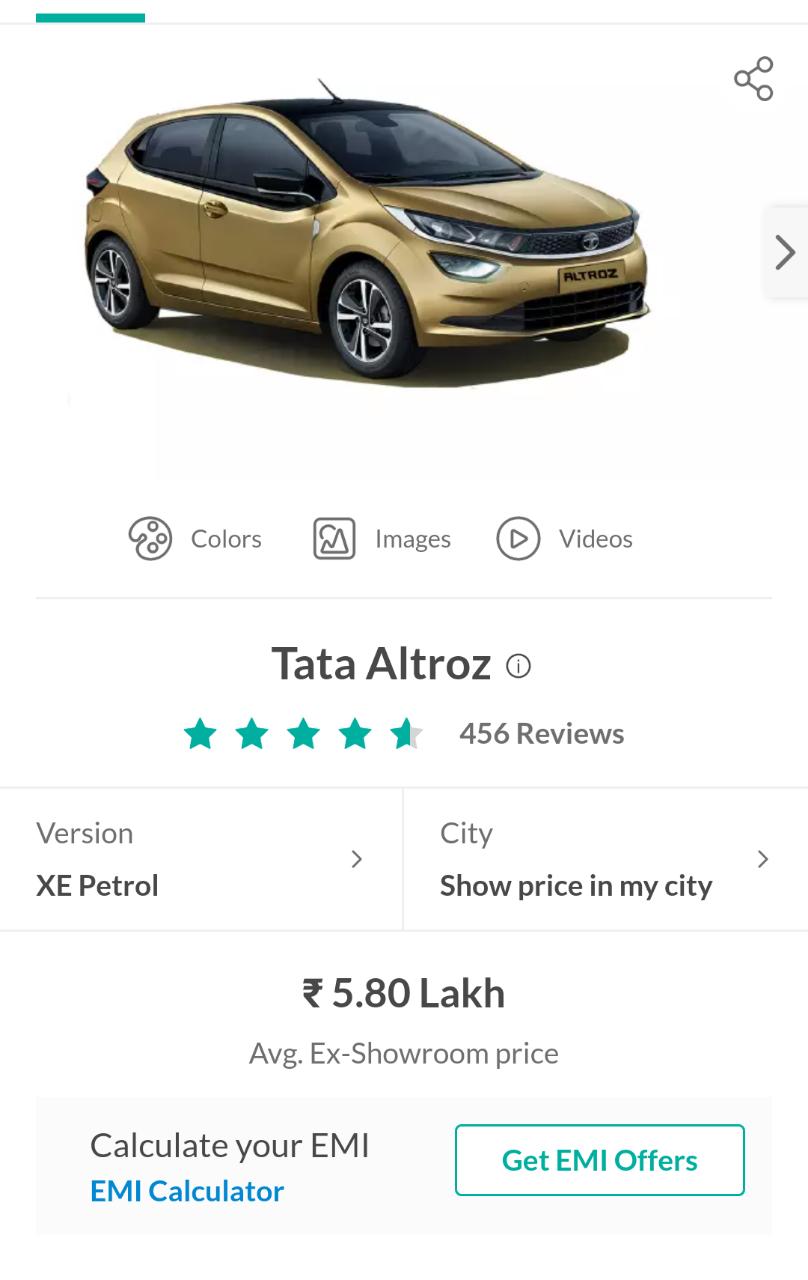 ALTROZ
Colors
Images
Videos
Tata Altroz
456 Reviews
Version
XE Petrol
City
Show price in my city
₹ 5.80 Lakh
Avg. Ex-Showroom price
Calculate your EMI
EMI Calculator
Get EMI Offers